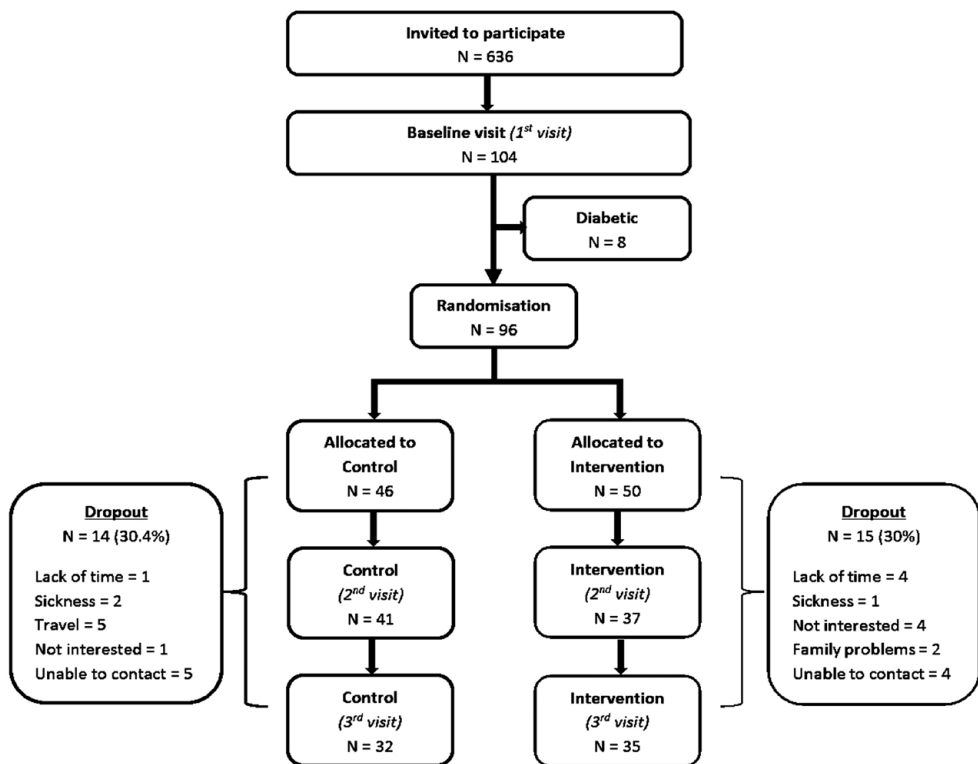 Invited to participate
N = 636
Baseline visit (1st visit)
N = 104
Diabetic
N = 8
Randomisation
N = 96
Allocated to
Control
N = 46
Allocated to
Intervention
N = 50
Dropout
N = 14 (30.4%)
Lack of time = 1
Sickness = 2
Travel = 5
Not interested = 1
Unable to contact = 5
Control
(2nd visit)
N = 41
Intervention
(2nd visit)
N = 37
Dropout
N = 15 (30%)
Lack of time = 4
Sickness = 1
Not interested = 4
Family problems = 2
Unable to contact = 4
Control
(3rd visit)
N = 32
Intervention
(3rd visit)
N = 35